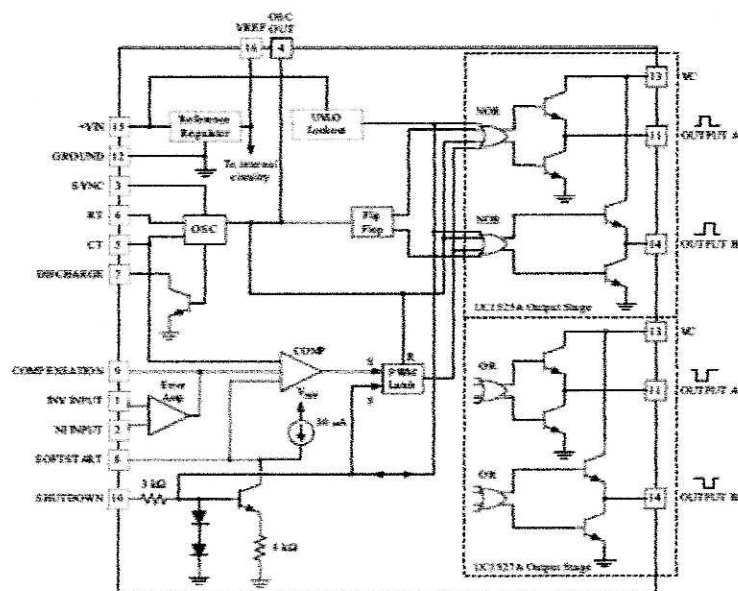 VREF
OSC
OUT
16
4
+VIN
15
Reference
Regulator
UVLO
Lockout
GROUND
12
To Internal
Circuitry
SYNC
3
RT
6
OSC
CT
5
Flip
Flop
DISCHARGE
7
NOR
NOR
13
VC
11
OUTPUT A
14
OUTPUT B
UC1525A Output Stage
COMPENSATION
9
INV INPUT
1
NI INPUT
2
Error
Amp
COMP
R
S
S
PWM
Latch
VREF
50 µA
SOFTSTART
8
SHUTDOWN
10
3 kΩ
OR
OR
13
VC
11
OUTPUT A
14
OUTPUT B
UC1527A Output Stage